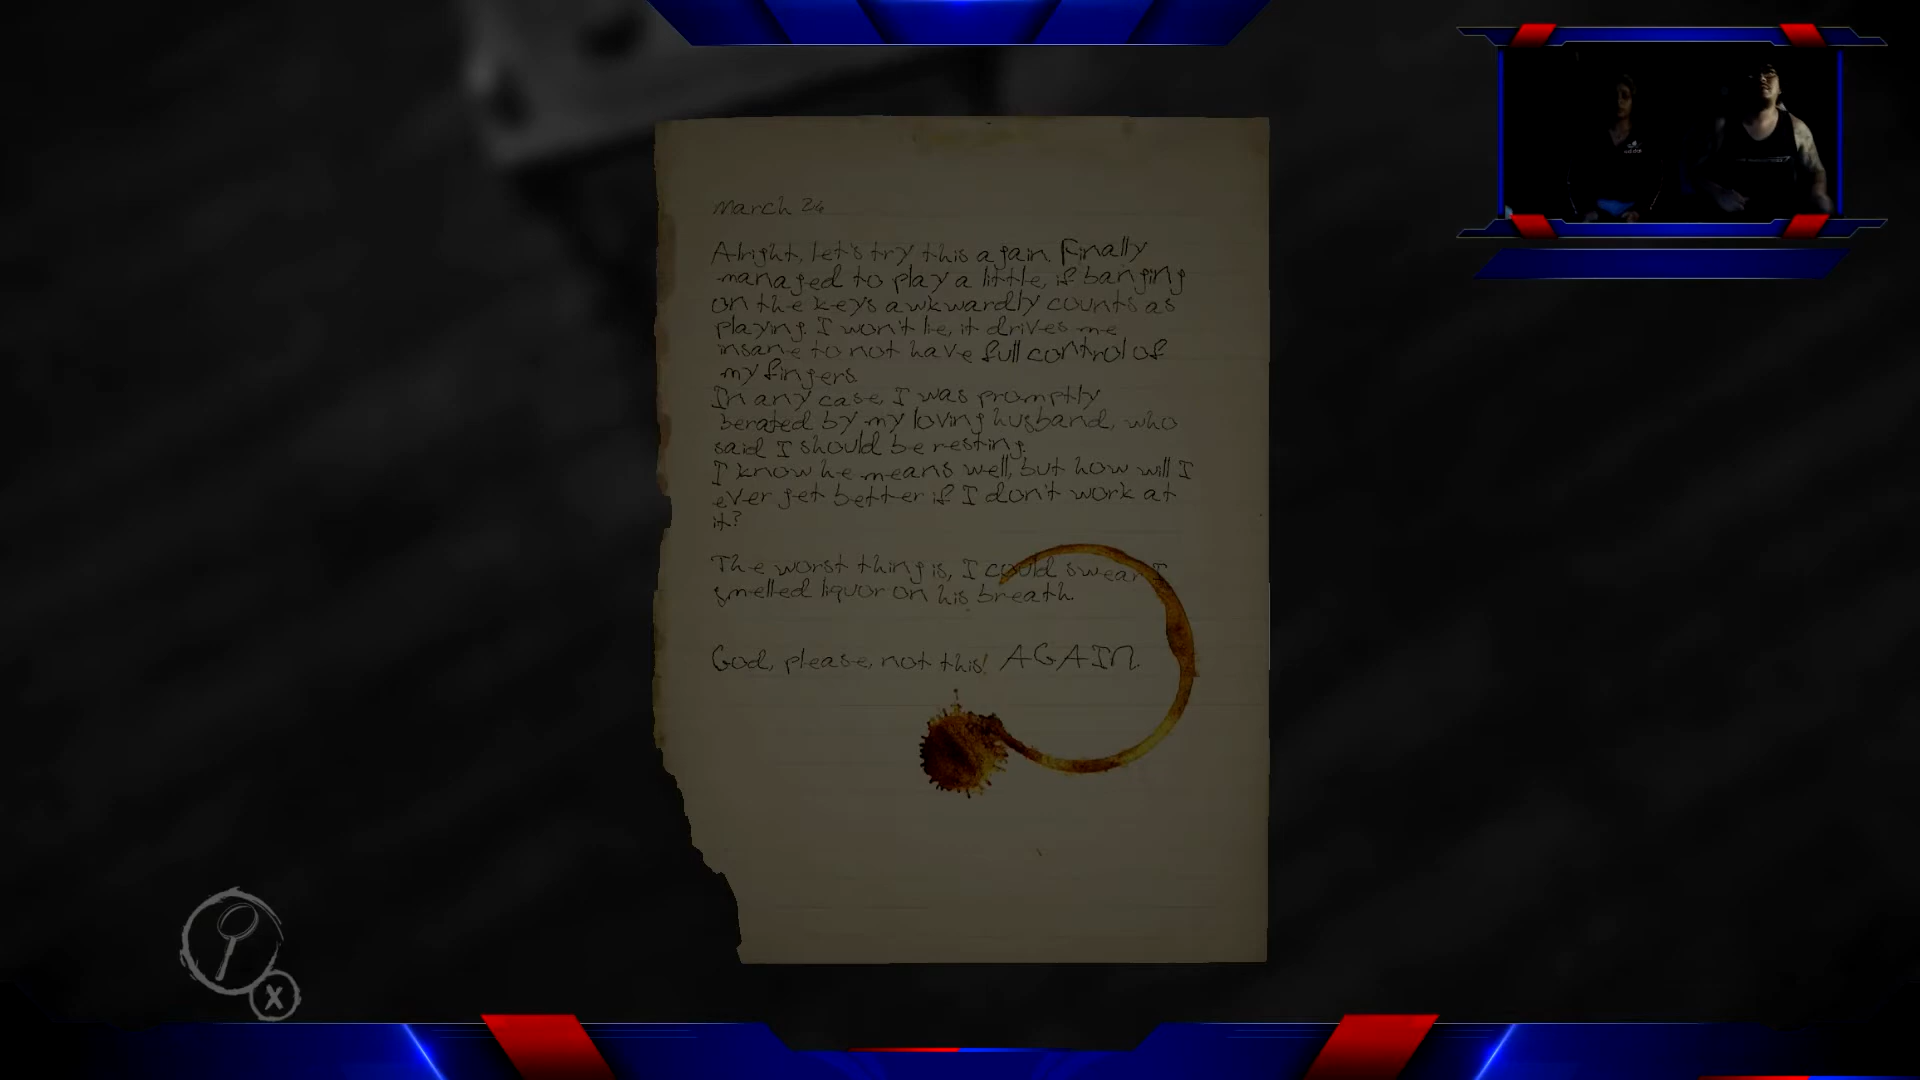 March 26
Alright, let's try this again. Finally
managed to play a little, if banging
on the keys awkwardly counts as
playing. I won't lie, it drives me
insane to not have full control of
my fingers.
In any case, I was promptly
berated by my loving husband, who
said I should be resting.
I know he means well, but how will I
ever get better if I don't work at
it?
The worst thing is, I could swear I
smelled liquor on his breath.
God, please, not this! AGAIN.
X